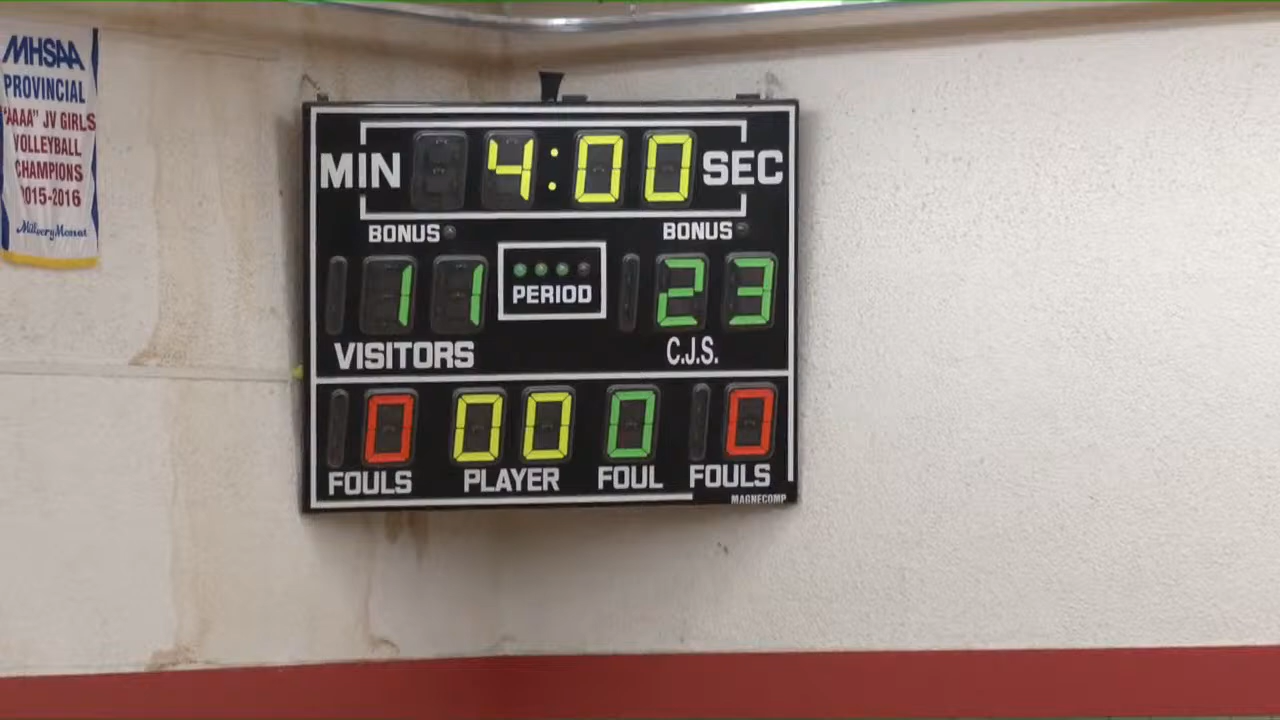 MHSAA
PROVINCIAL
"AAAA" JV GIRLS
VOLLEYBALL
CHAMPIONS
2015-2016
MIN 4:00 SEC
BONUS BONUS
11 PERIOD 23
VISITORS C.J.S.
0 00 0 0
FOULS PLAYER FOUL FOULS
MAGNECOMP